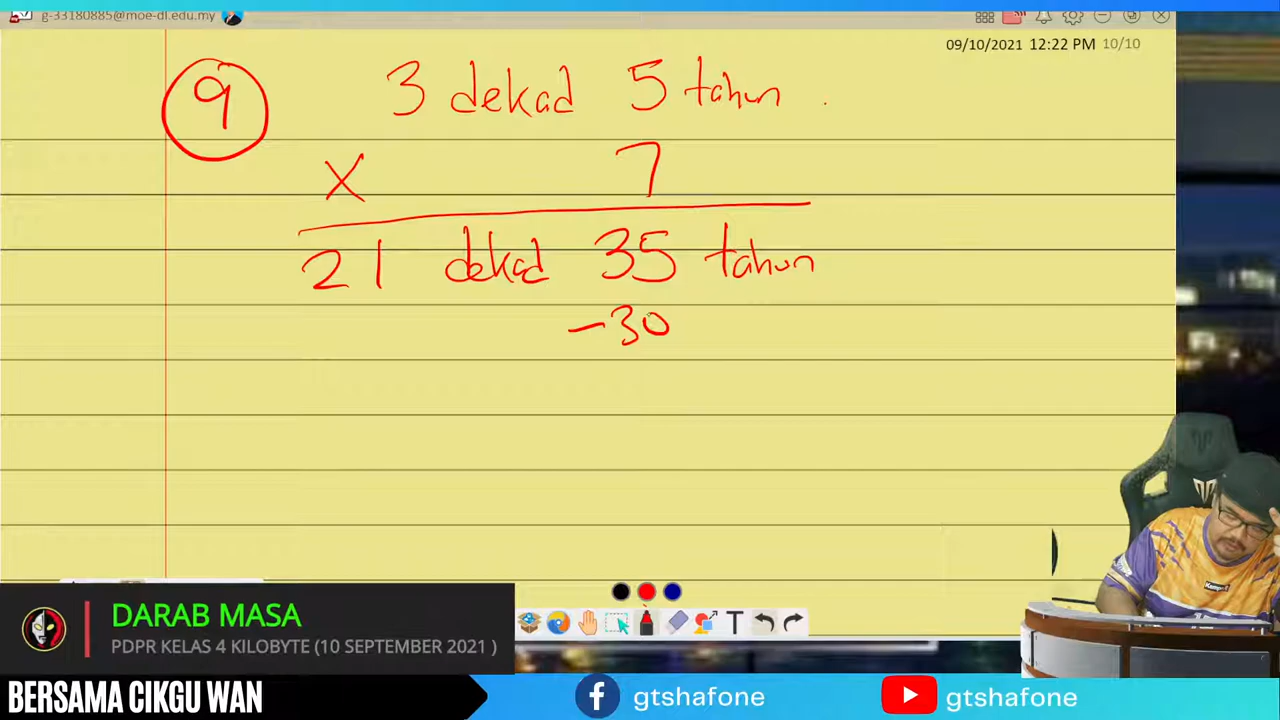 g-33180885@moe-dl.edu.my
09/10/2021 12:22 PM 10/10
9 3 dekad 5 tahun .
x 7
21 dekad 35 tahun
-30
T
DARAB MASA
PDPR KELAS 4 KILOBYTE (10 SEPTEMBER 2021 )
BERSAMA CIKGU WAN
gtshafone
gtshafone